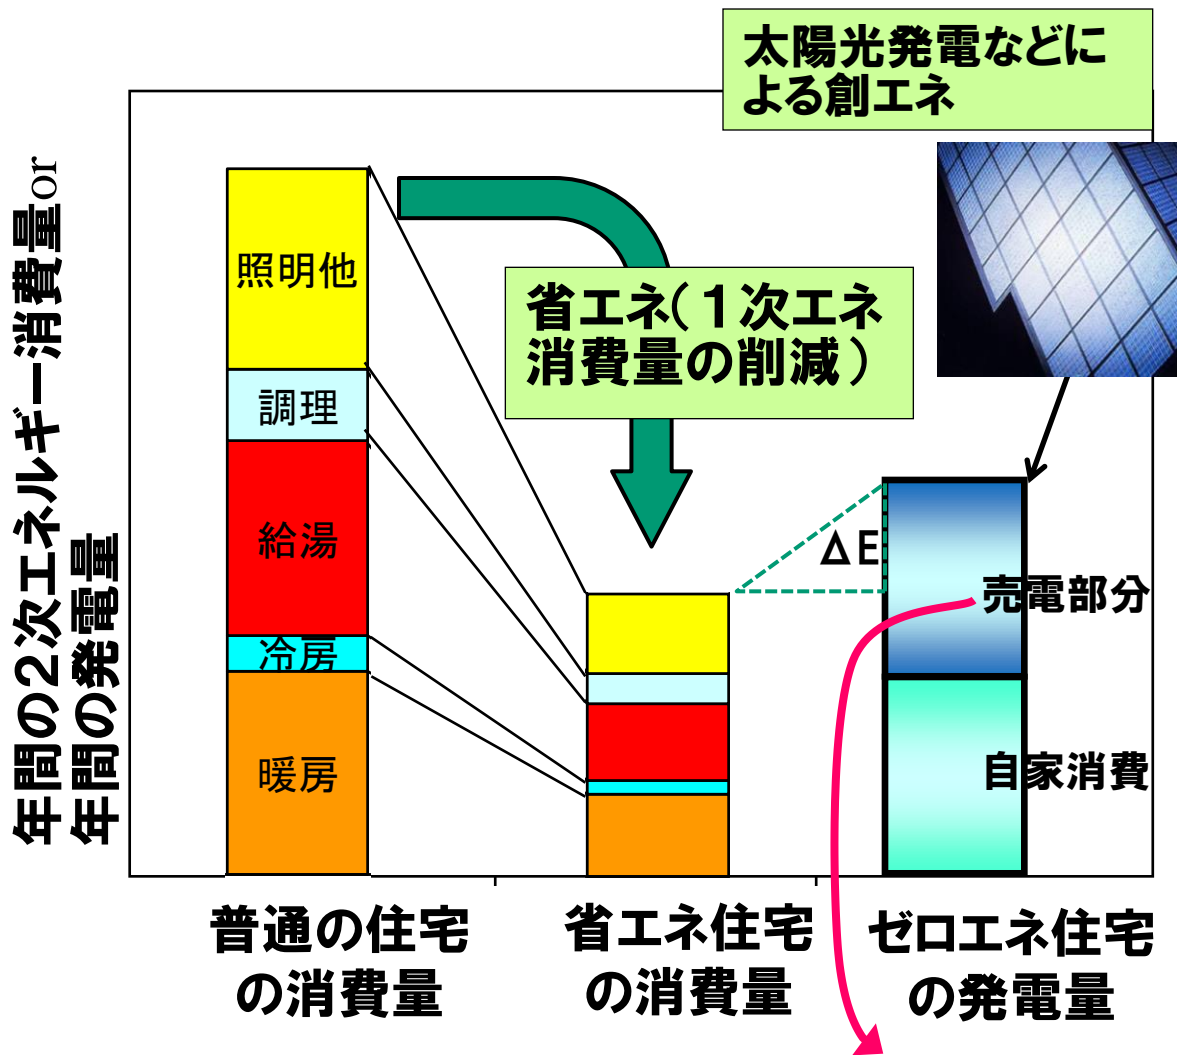 太陽光発電などに
よる創エネ
年間の2次エネルギー消費量or
年間の発電量
照明他
調理
給湯
冷房
暖房
省エネ(1次エネ
消費量の削減)
ΔE
売電部分
自家消費
普通の住宅
の消費量
省エネ住宅
の消費量
ゼロエネ住宅
の発電量